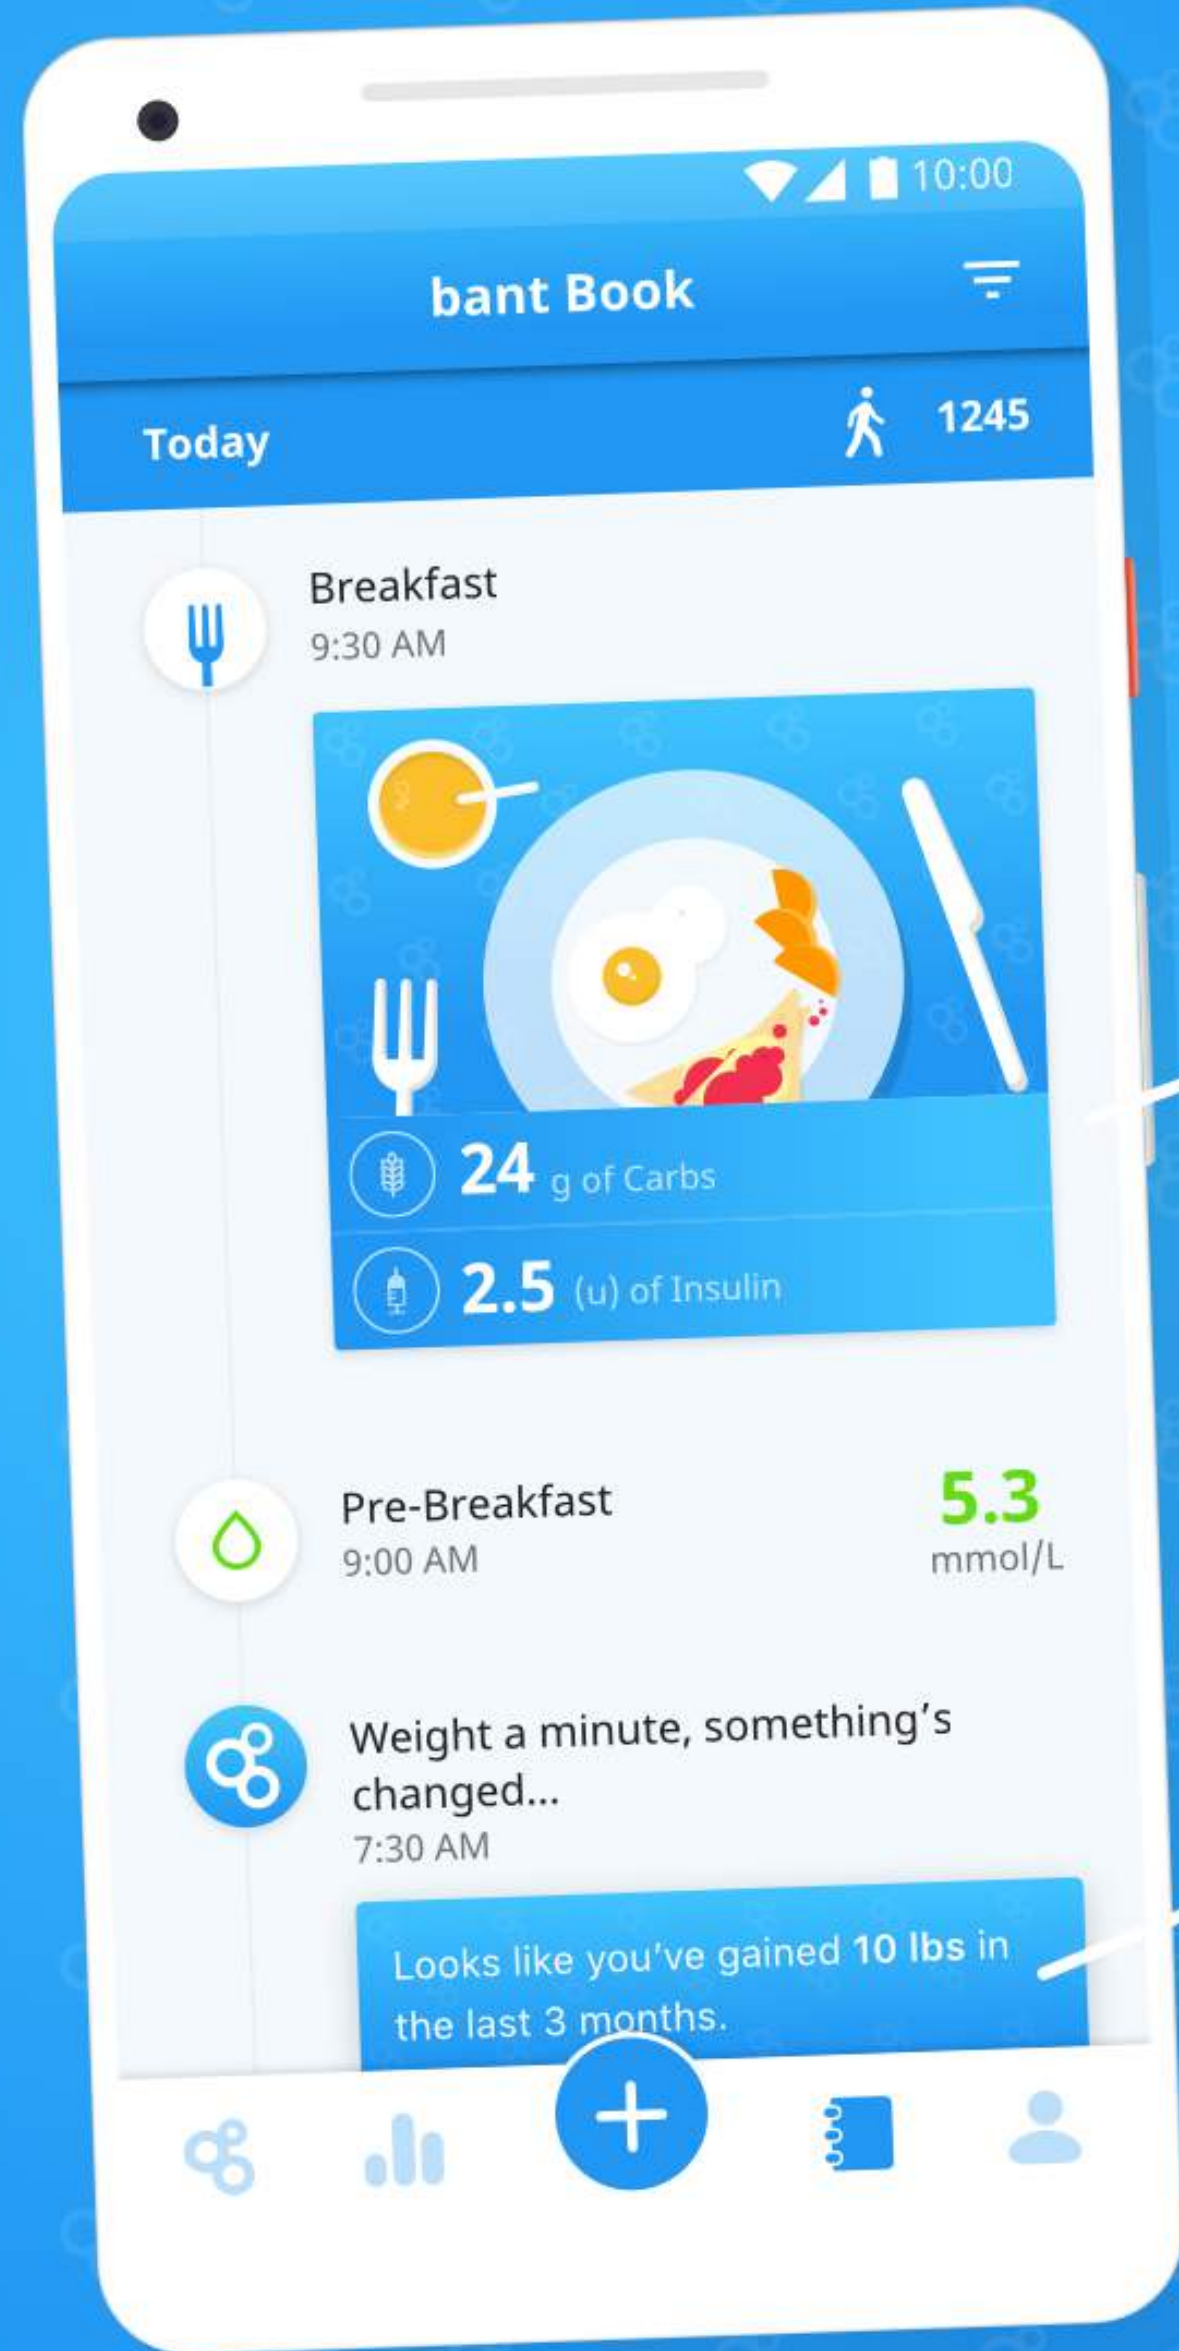 10:00
bant Book
Today 1245
Breakfast
9:30 AM
24 g of Carbs
2.5 (u) of Insulin
Pre-Breakfast 5.3
9:00 AM mmol/L
Weight a minute, something’s
changed...
7:30 AM
Looks like you’ve gained 10 lbs in
the last 3 months.